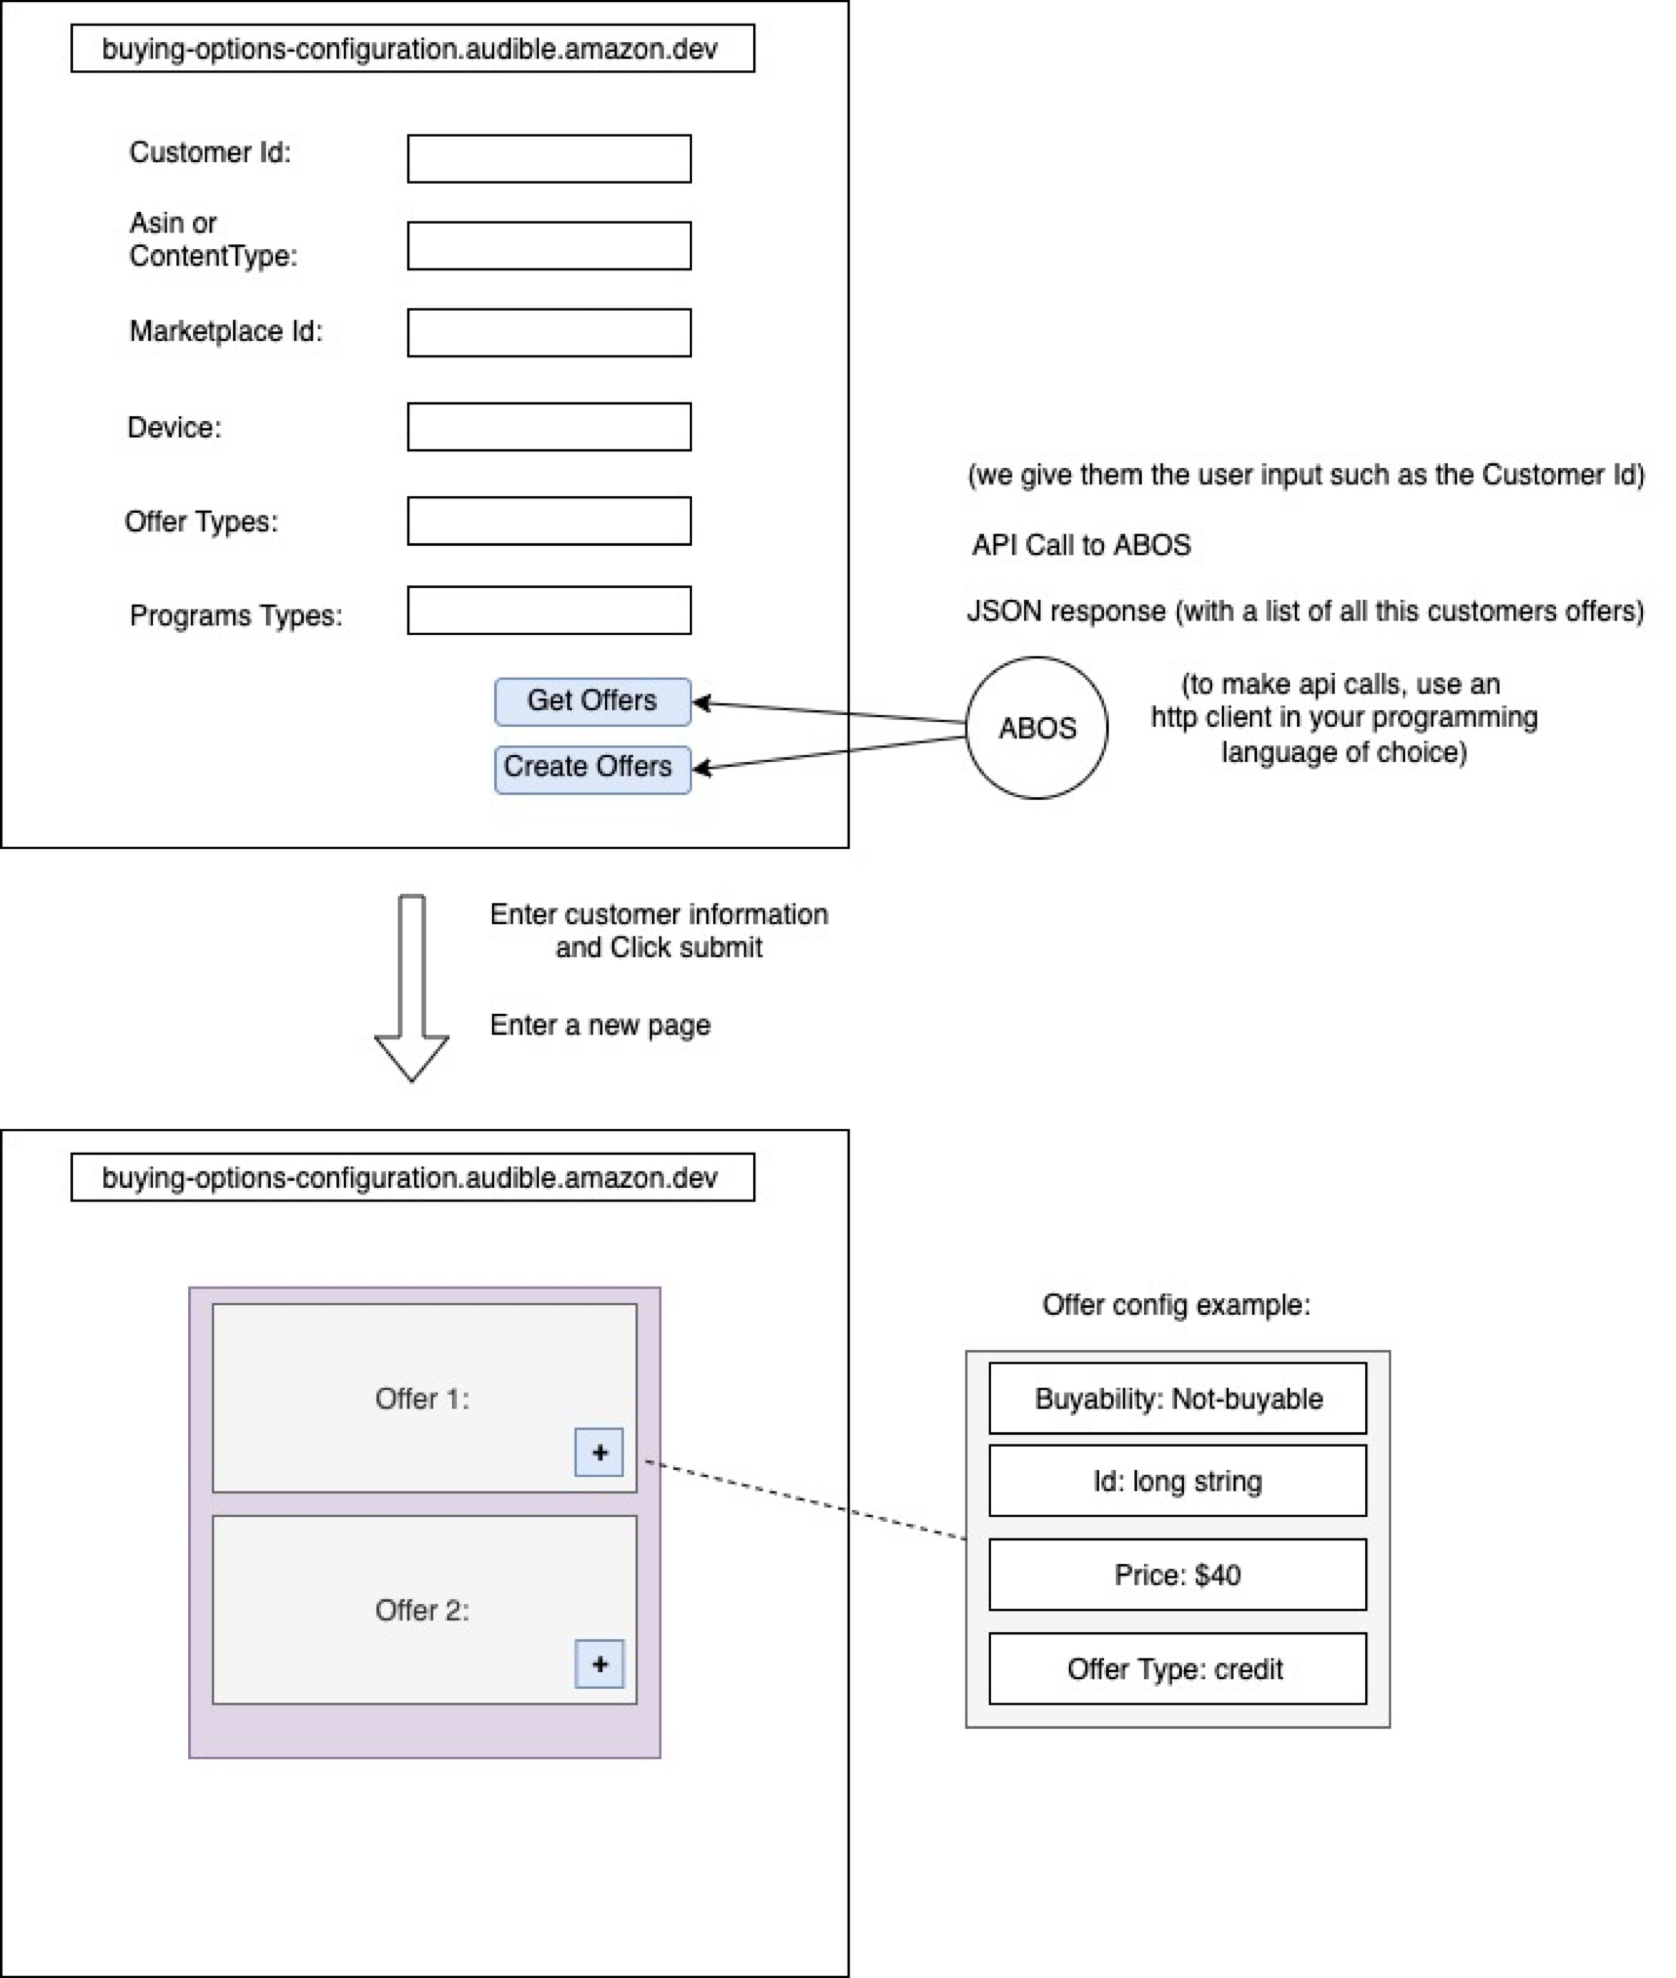 buying-options-configuration.audible.amazon.dev
Customer Id:
Asin or
ContentType:
Marketplace Id:
Device:
Offer Types:
Programs Types:
Get Offers
Create Offers
(we give them the user input such as the Customer Id)
API Call to ABOS
JSON response (with a list of all this customers offers)
ABOS
(to make api calls, use an
http client in your programming
language of choice)
Enter customer information
and Click submit
Enter a new page
buying-options-configuration.audible.amazon.dev
Offer 1:
+
Offer 2:
+
Offer config example:
Buyability: Not-buyable
Id: long string
Price: $40
Offer Type: credit